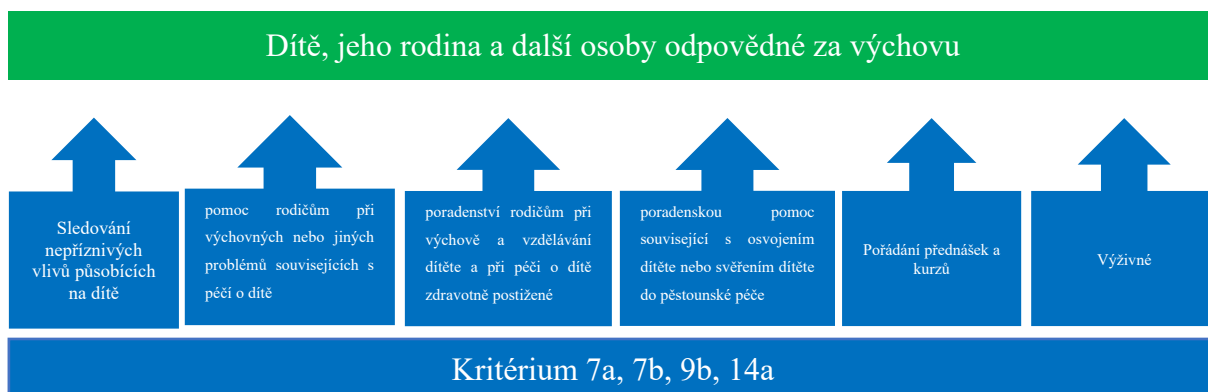 Dítě, jeho rodina a další osoby odpovědné za výchovu
Sledování
nepříznivých
vlivů působících
na dítě
pomoc rodičům při
výchovných nebo jiných
problémů souvisejících s
péčí o dítě
poradenství rodičům při
výchově a vzdělávání
dítěte a při péči o dítě
zdravotně postižené
poradenskou pomoc
související s osvojením
dítěte nebo svěřením dítěte
do pěstounské péče
Pořádání přednášek a
kurzů
Výživné
Kritérium 7a, 7b, 9b, 14a